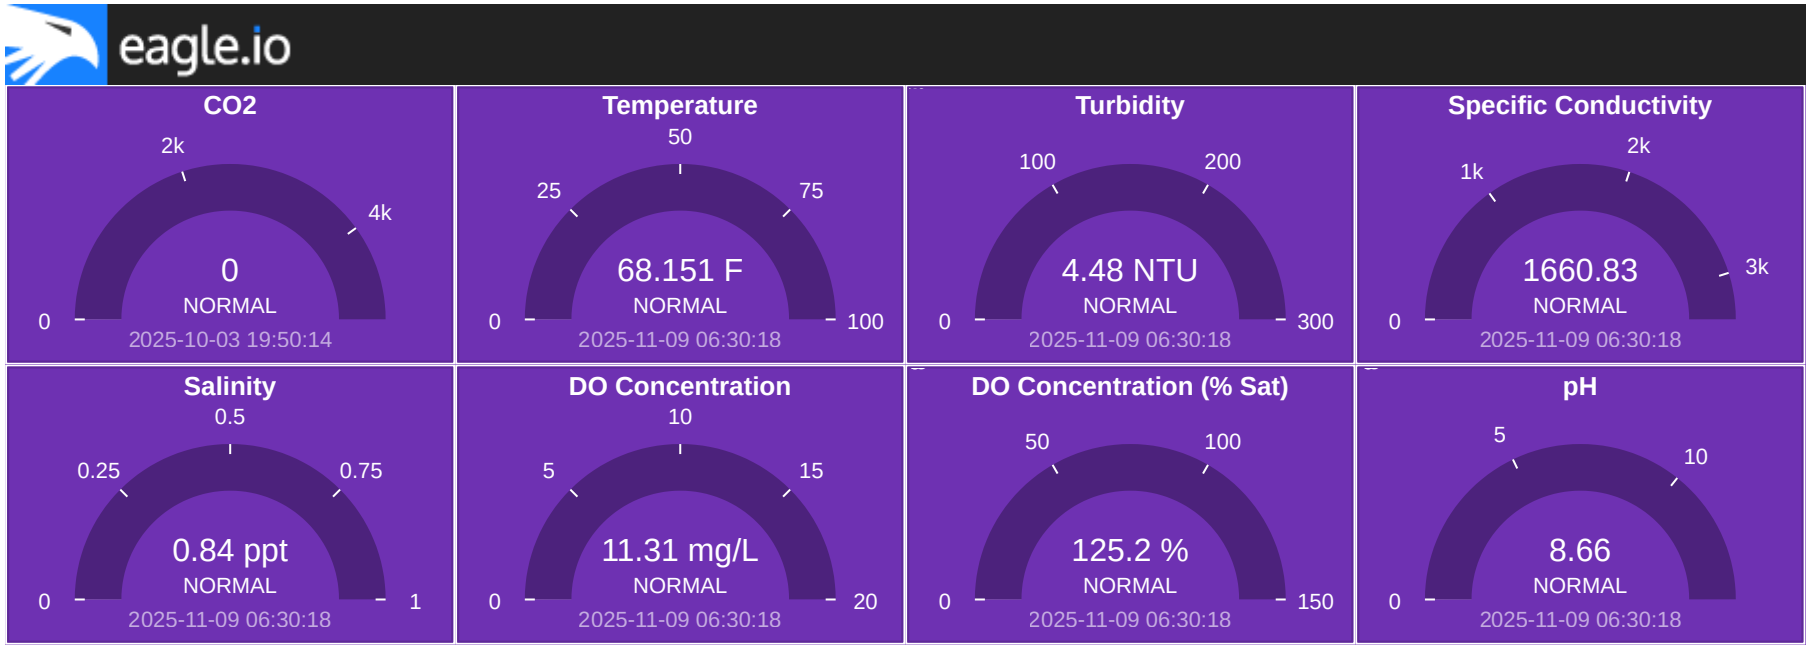 eagle.io
CO2
2k
4k
0
0
NORMAL
2025-10-03 19:50:14
Temperature
50
25
75
68.151 F
NORMAL
0
100
2025-11-09 06:30:18
Turbidity
100
200
4.48 NTU
NORMAL
0
300
2025-11-09 06:30:18
Specific Conductivity
2k
1k
3k
1660.83
NORMAL
0
2025-11-09 06:30:18
Salinity
0.5
0.25
0.75
0.84 ppt
NORMAL
0
1
2025-11-09 06:30:18
DO Concentration
10
5
15
11.31 mg/L
NORMAL
0
20
2025-11-09 06:30:18
DO Concentration (% Sat)
50
100
125.2 %
NORMAL
0
150
2025-11-09 06:30:18
pH
5
10
8.66
NORMAL
0
2025-11-09 06:30:18